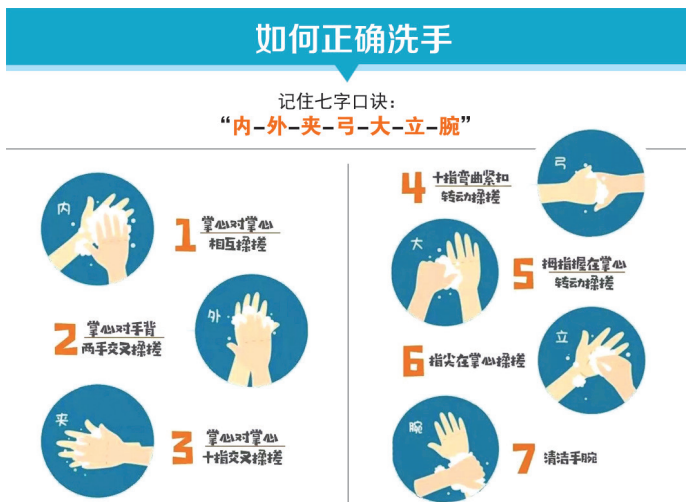 如何正确洗手
记住七字口诀：
“内-外-夹-弓-大-立-腕”
内
1
掌心对掌心
相互揉搓
2
掌心对手背
两手交叉揉搓
外
夹
3
掌心对掌心
十指交叉揉搓
4
十指弯曲紧扣
转动揉搓
弓
大
5
拇指握在掌心
转动揉搓
6
指尖在掌心揉搓
立
腕
7
清洁手腕